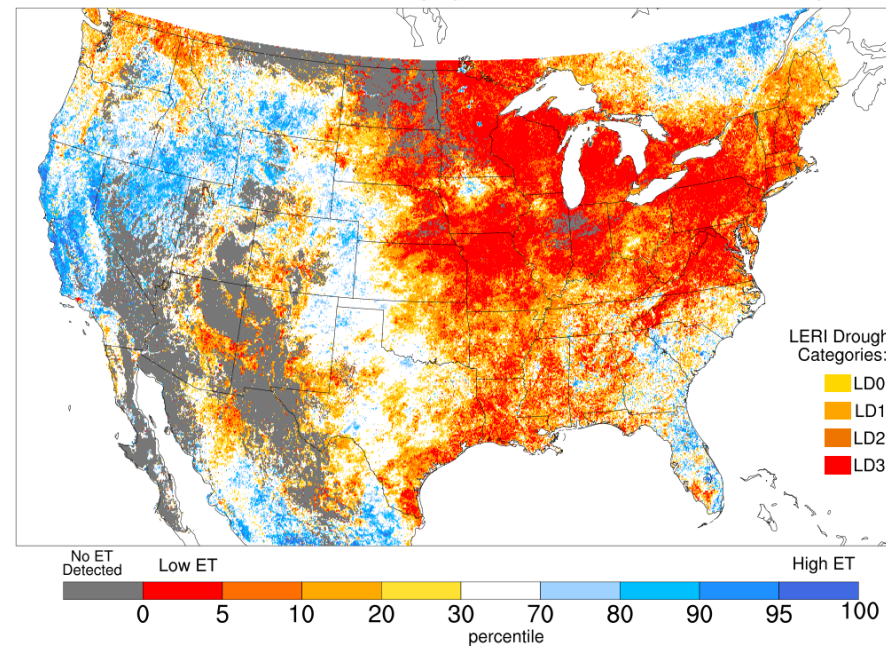 LERI Drough
Categories:
LD0
LD1
LD2
LD3
No ET
Detected
Low ET
High ET
0 5 10 20 30 70 80 90 95 100
percentile